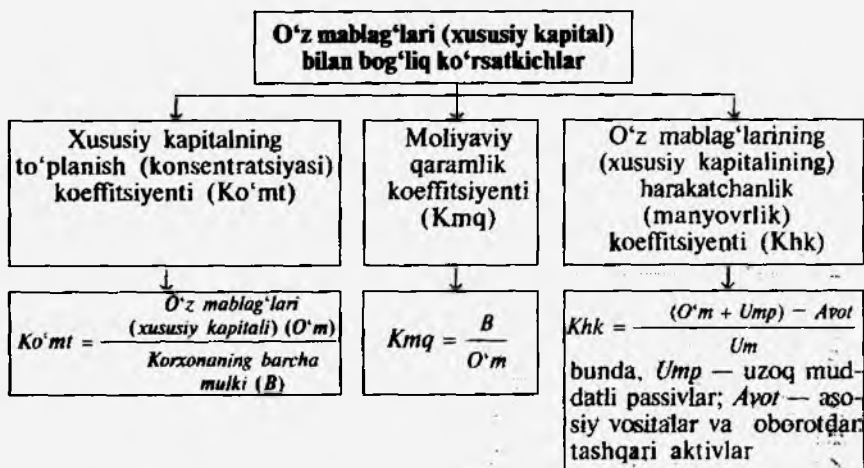 O‘z mablag‘lari (xususiy kapital)
bilan bog‘liq ko‘rsatkichlar
Xususiy kapitalning
to‘planish (konsentratsiyasi)
koeffitsiyenti (Ko‘mt)
Moliyaviy
qaramlik
koeffitsiyenti
(Kmq)
O‘z mablag‘larining
(xususiy kapitalining)
harakatchanlik
(manyovrlik)
koeffitsiyenti (Khk)
O‘z mablag‘lari
(xususiy kapitali) (O‘m)
Ko‘mt =
Korxonaning barcha
mulki (B)
B
Kmq =
O‘m
(O‘m + Ump) – Avot
Khk =
Um
bunda, Ump — uzoq mud-
datli passivlar; Avot — aso-
siy vositalar va oborotdan
tashqari aktivlar